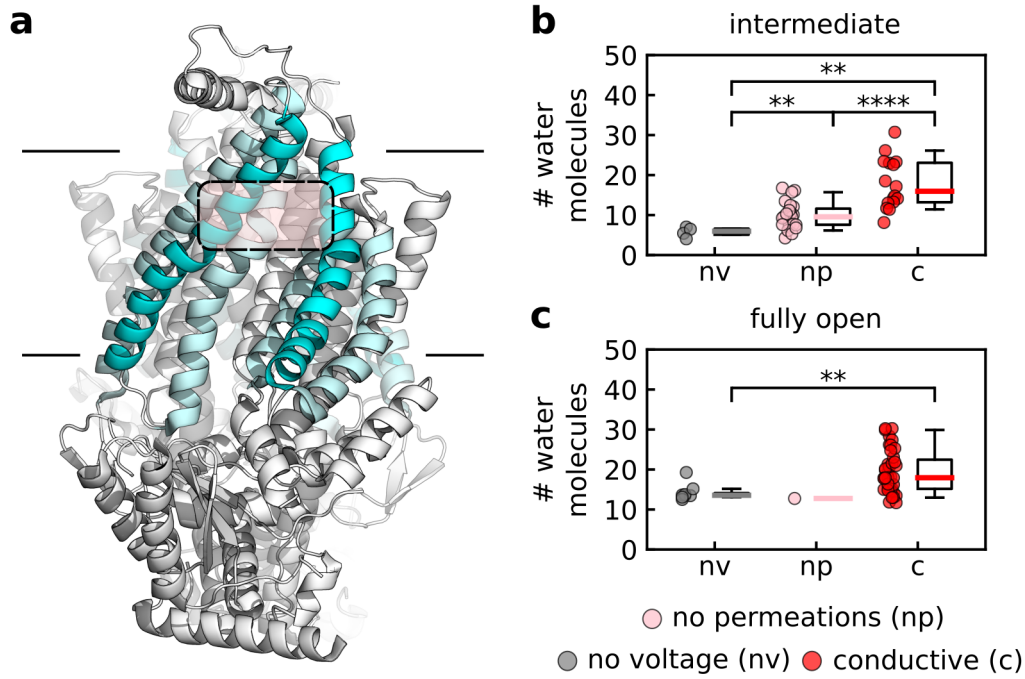 a
b
intermediate
# water
molecules
50
40
30
20
10
0
**
**
****
nv
np
c
c
fully open
# water
molecules
50
40
30
20
10
0
**
nv
np
c
no permeations (np)
no voltage (nv)
conductive (c)